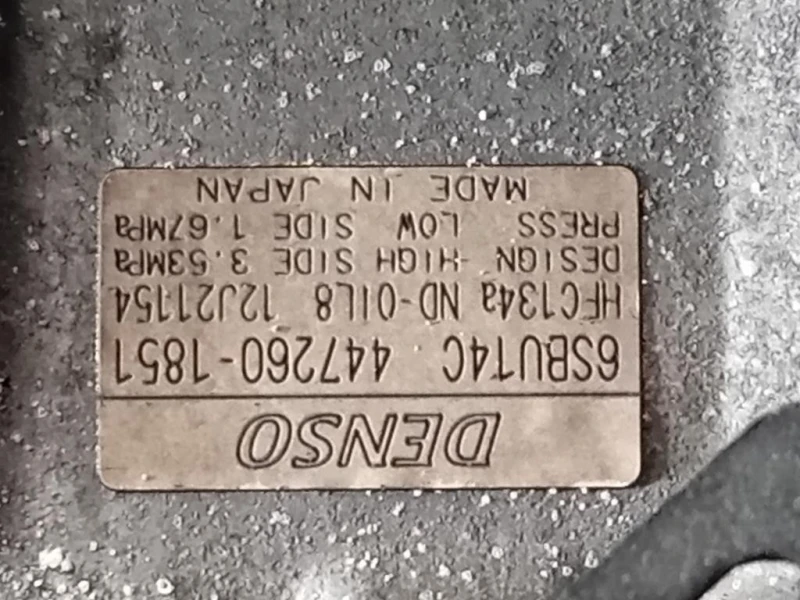 DENSO
6SBU14C 447260-1851
HFC134a ND-OIL8 12J21154
DESIGN HIGH SIDE 3.53MPa
PRESS LOW SIDE 1.67MPa
MADE IN JAPAN